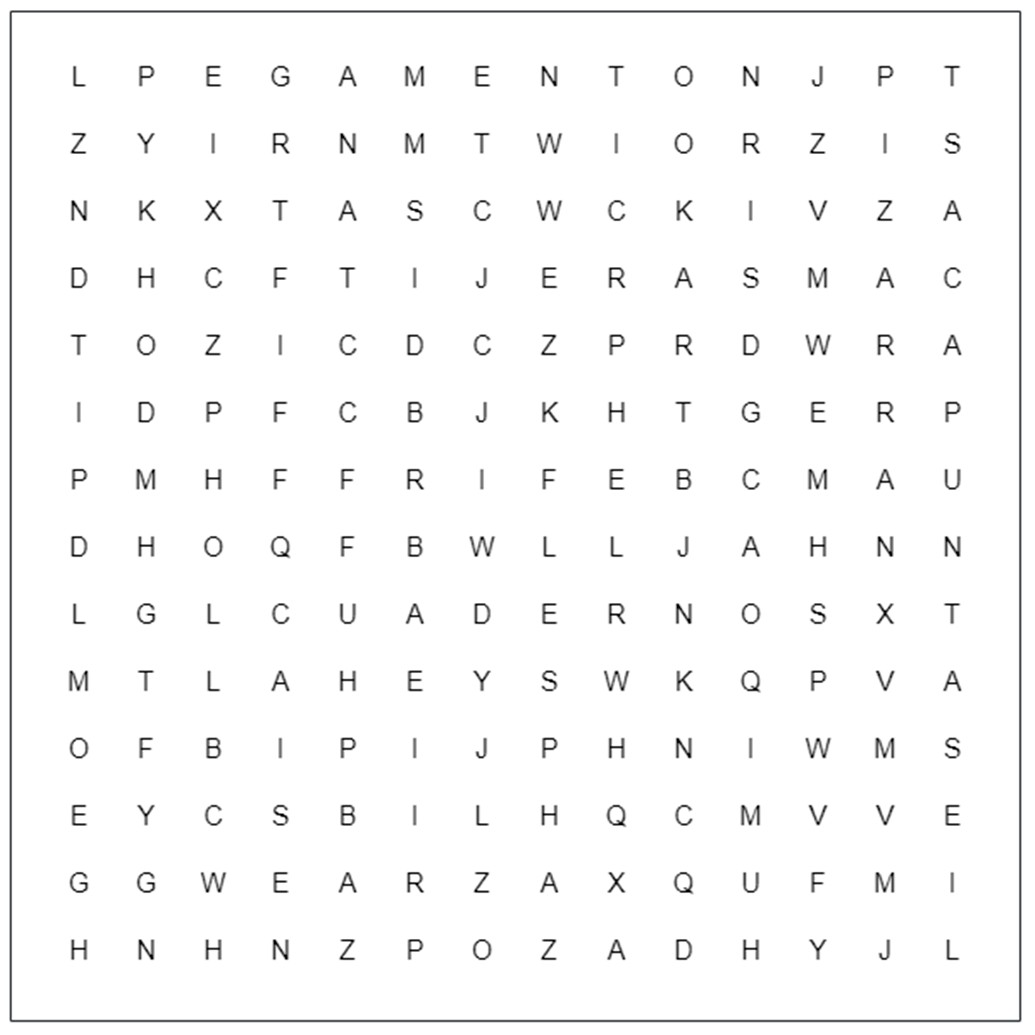 L P E G A M E N T O N J P T
Z Y I R N M T W I O R Z I S
N K X T A S C W C K I V Z A
D H C F T I J E R A S M A C
T O Z I C D C Z P R D W R A
I D P F C B J K H T G E R P
P M H F F R I F E B C M A U
D H O Q F B W L L J A H N N
L G L C U A D E R N O S X T
M T L A H E Y S W K Q P V A
O F B I P I J P H N I W M S
E Y C S B I L H Q C M V V E
G G W E A R Z A X Q U F M I
H N H N Z P O Z A D H Y J L